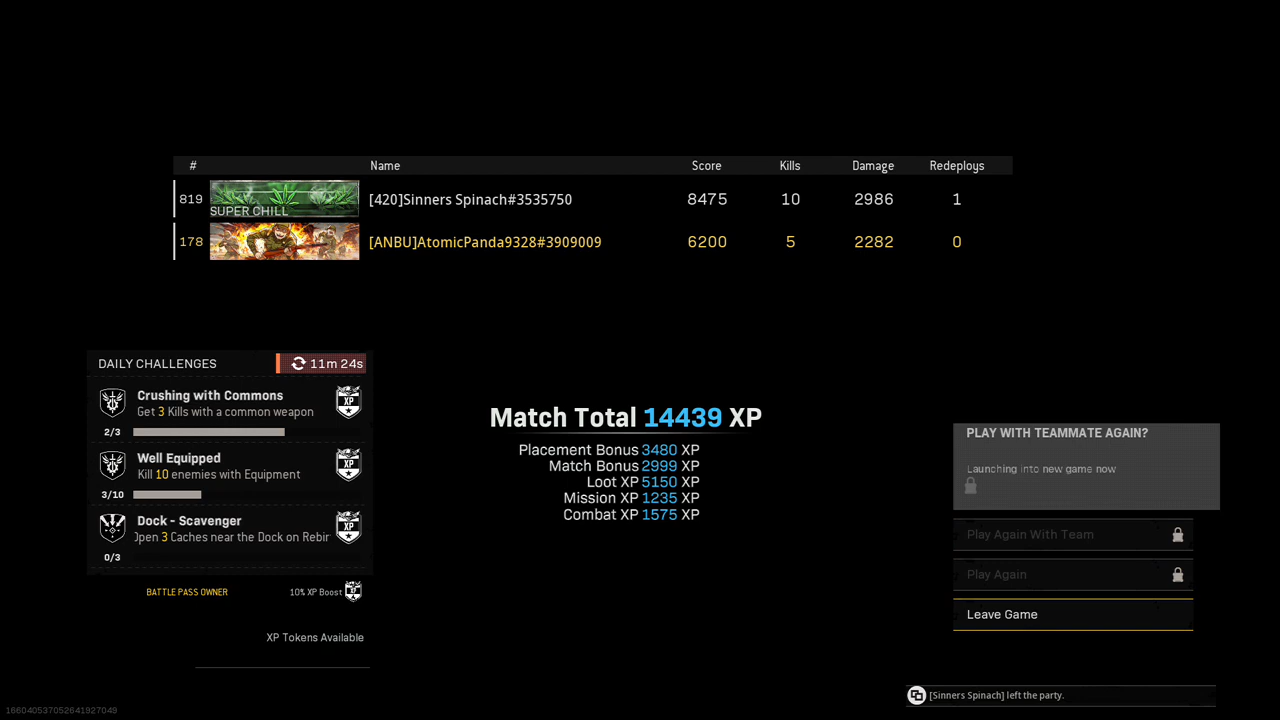 # Name Score Kills Damage Redeploys
819 SUPER CHILL [420]Sinners Spinach#3535750 8475 10 2986 1
178 [ANBU]AtomicPanda9328#3909009 6200 5 2282 0
DAILY CHALLENGES 11m 24s
Crushing with Commons
Get 3 Kills with a common weapon
XP
2/3
Well Equipped
Kill 10 enemies with Equipment
XP
3/10
Dock - Scavenger
Open 3 Caches near the Dock on Rebir
XP
0/3
BATTLE PASS OWNER 10% XP Boost
XP Tokens Available
Match Total 14439 XP
Placement Bonus 3480 XP
Match Bonus 2999 XP
Loot XP 5150 XP
Mission XP 1235 XP
Combat XP 1575 XP
PLAY WITH TEAMMATE AGAIN?
Launching into new game now
Play Again With Team
Play Again
Leave Game
[Sinners Spinach] left the party.
16604053705264192704​9